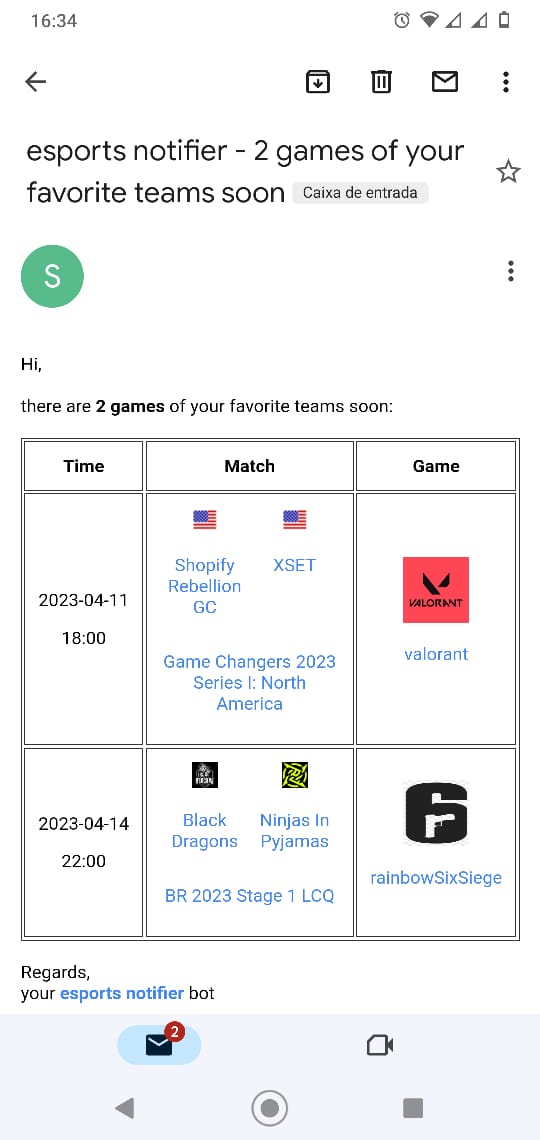 16:34
esports notifier - 2 games of your
favorite teams soon Caixa de entrada
S
Hi,
there are 2 games of your favorite teams soon:
Time Match Game
2023-04-11
18:00
Shopify
Rebellion
GC
XSET
Game Changers 2023
Series I: North
America
VALORANT
valorant
2023-04-14
22:00
Black
Dragons
Ninjas In
Pyjamas
BR 2023 Stage 1 LCQ
6
rainbowSixSiege
Regards,
your esports notifier bot
2